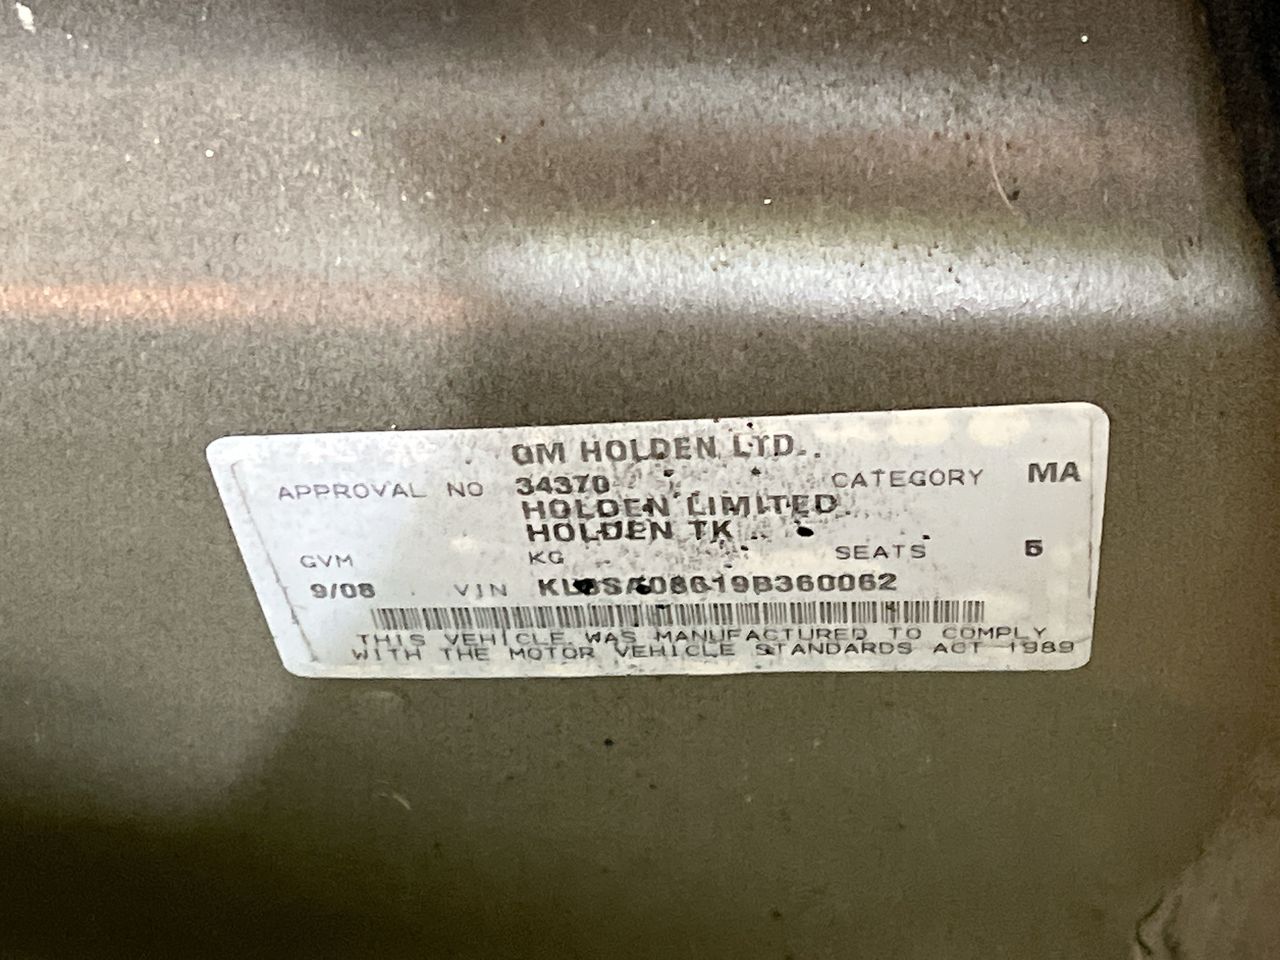 GM HOLDEN LTD.
APPROVAL NO 34370 CATEGORY MA
HOLDEN LIMITED
HOLDEN TK
GVM KG SEATS 5
9/08 VIN
THIS VEHICLE WAS MANUFACTURED TO COMPLY
WITH THE MOTOR VEHICLE STANDARDS ACT 1989